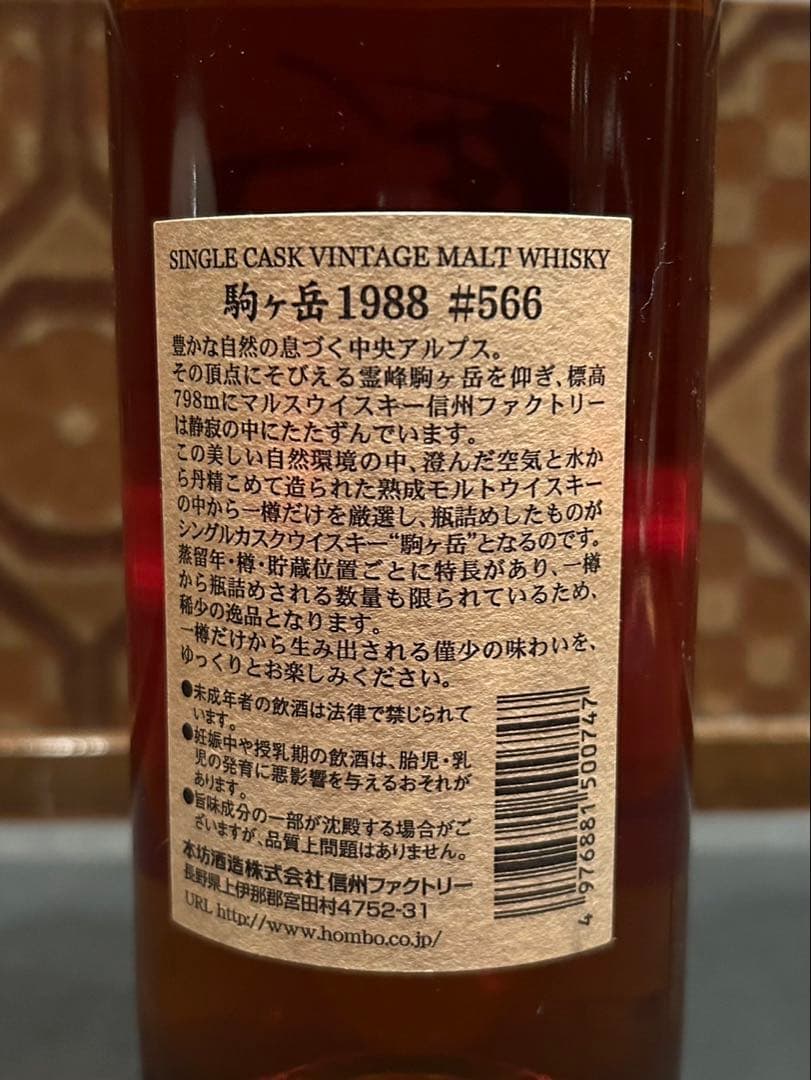 SINGLE CASK VINTAGE MALT WHISKY
駒ヶ岳1988 #566
豊かな自然の息づく中央アルプス。
その頂点にそびえる霊峰駒ヶ岳を仰ぎ、標高
798mにマルスウイスキー信州ファクトリー
は静寂の中にたたずんでいます。
この美しい自然環境の中、澄んだ空気と水か
ら丹精こめて造られた熟成モルトウイスキー
の中から一樽だけを厳選し、瓶詰めしたものが
シングルカスクウイスキー“駒ヶ岳”となるのです。
蒸留年・樽・貯蔵位置ごとに特長があり、一樽
から瓶詰めされる数量も限られているため、
稀少の逸品となります。
一樽だけから生み出される僅少の味わいを、
ゆっくりとお楽しみください。
●未成年者の飲酒は法律で禁じられて
います。
●妊娠中や授乳期の飲酒は、胎児・乳
児の発育に悪影響を与えるおそれが
あります。
●旨味成分の一部が沈殿する場合がご
ざいますが、品質上問題はありません。
本坊酒造株式会社 信州ファクトリー
長野県上伊那郡宮田村4752-31
URL http://www.hombo.co.jp/
4 976881 500747